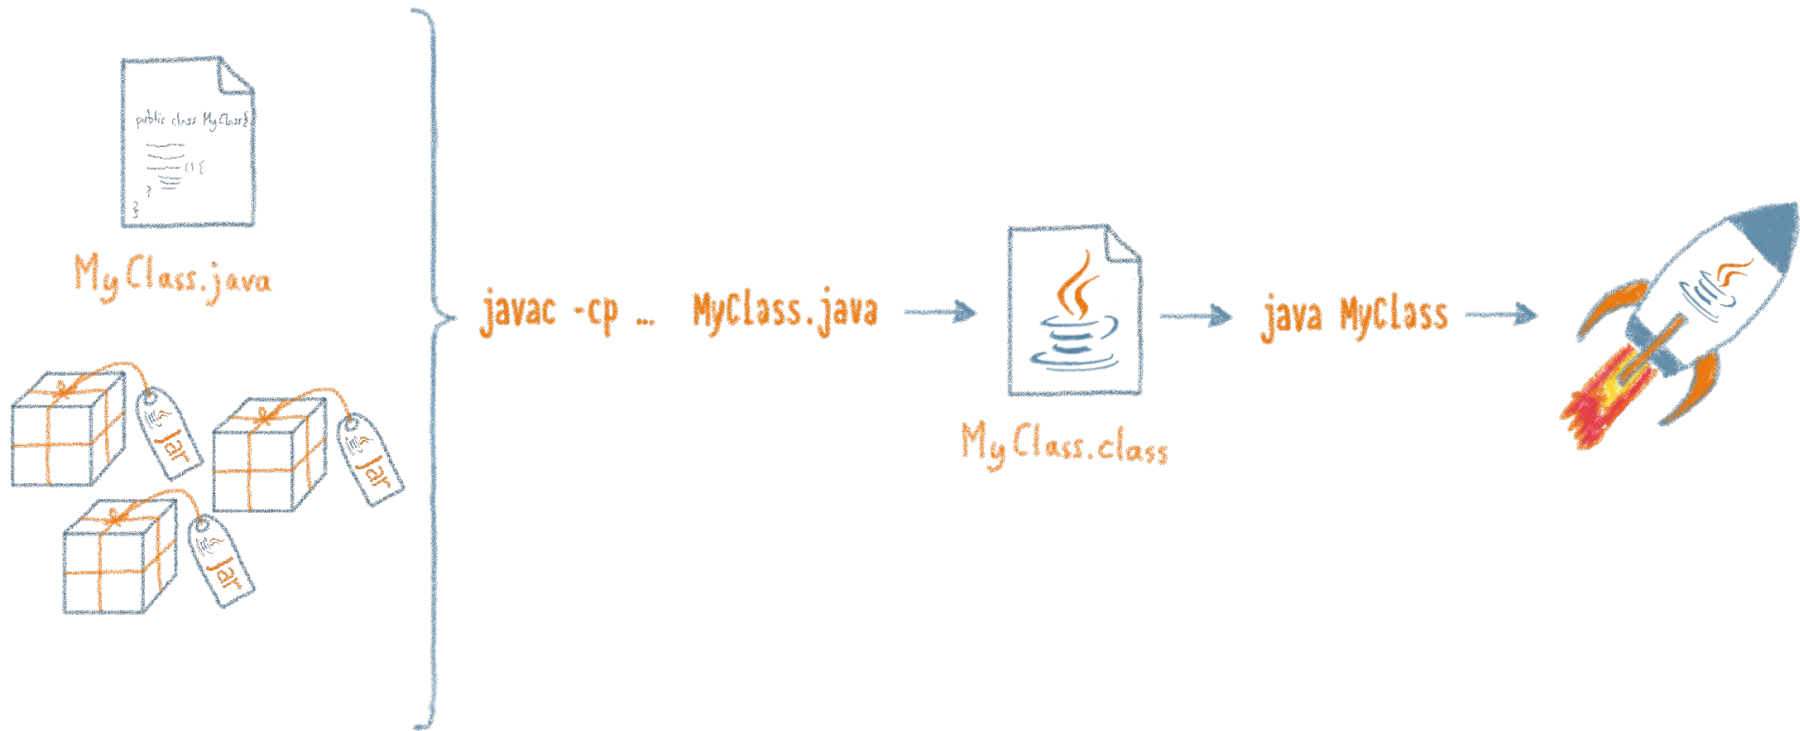 public class MyClass{
() {
}
}
MyClass.java
Jar
Jar
Jar
javac -cp ... MyClass.java
MyClass.class
java MyClass